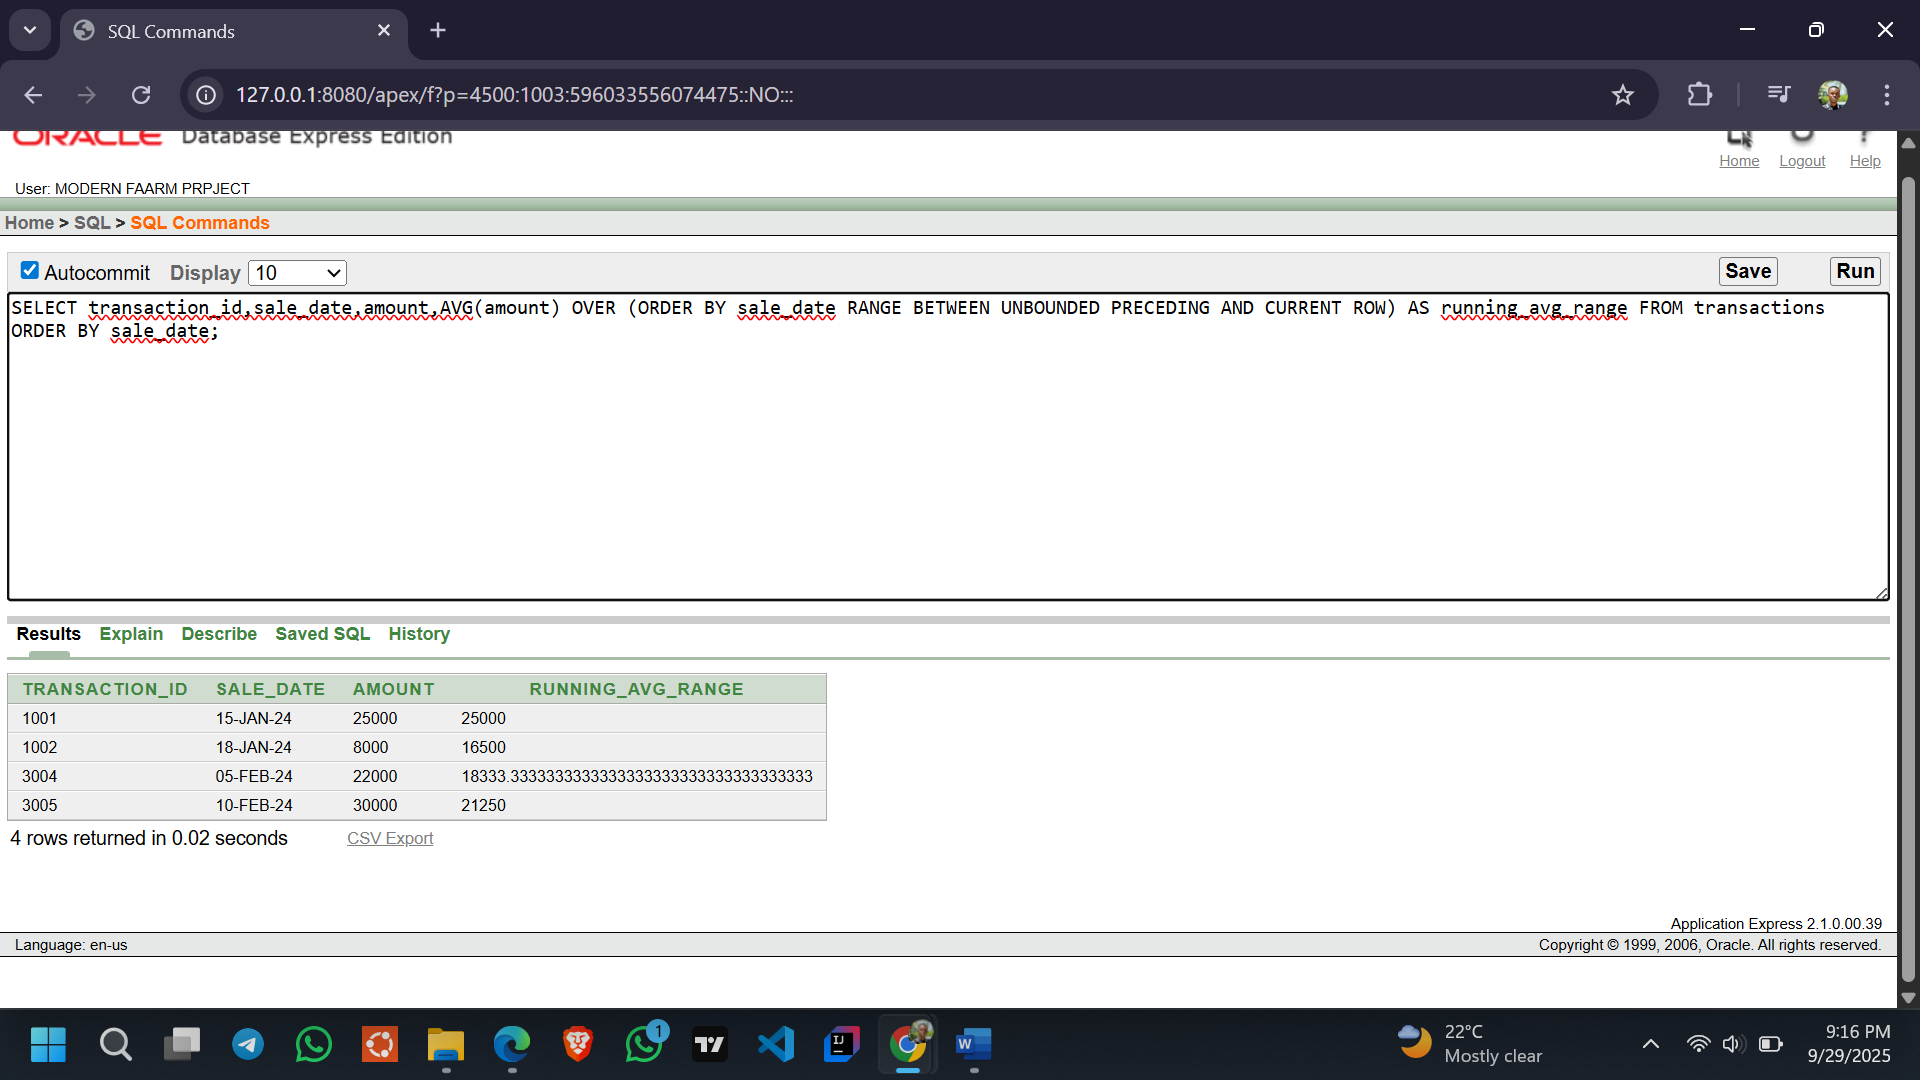 SQL Commands
127.0.0.1:8080/apex/f?p=4500:1003:596033556074475::NO:::
ORACLE Database Express Edition
Home Logout Help
User: MODERN FAARM PRPJECT
Home > SQL > SQL Commands
Autocommit Display 10 Save Run
SELECT transaction_id,sale_date,amount,AVG(amount) OVER (ORDER BY sale_date RANGE BETWEEN UNBOUNDED PRECEDING AND CURRENT ROW) AS running_avg_range FROM transactions
ORDER BY sale_date;
Results Explain Describe Saved SQL History
TRANSACTION_ID SALE_DATE AMOUNT RUNNING_AVG_RANGE
1001 15-JAN-24 25000 25000
1002 18-JAN-24 8000 16500
3004 05-FEB-24 22000 18333.3333333333333333333333333333333333
3005 10-FEB-24 30000 21250
4 rows returned in 0.02 seconds CSV Export
Application Express 2.1.0.00.39
Language: en-us Copyright © 1999, 2006, Oracle. All rights reserved.
1
IJ
W
22°C
Mostly clear
9:16 PM
9/29/2025